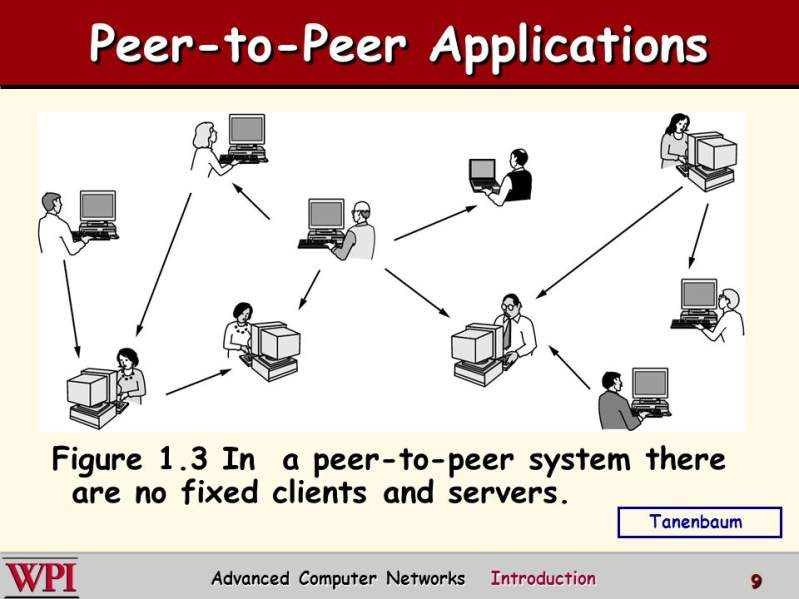 Peer-to-Peer Applications
Figure 1.3 In a peer-to-peer system there
are no fixed clients and servers.
Tanenbaum
WPI
Advanced Computer Networks Introduction
9